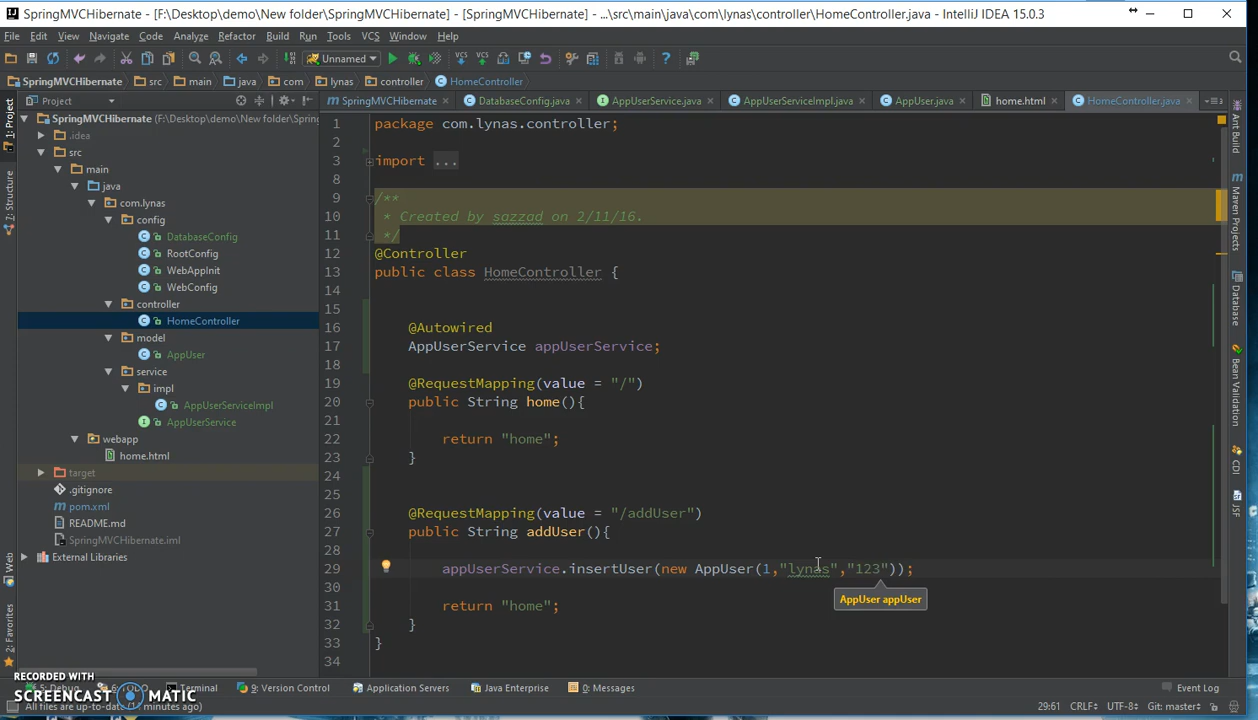 SpringMVCHibernate - [F:\Desktop\demo\New folder\SpringMVCHibernate] - [SpringMVCHibernate] - ...\src\main\java\com\lynas\controller\HomeController.java - IntelliJ IDEA 15.0.3
File Edit View Navigate Code Analyze Refactor Build Run Tools VCS Window Help
Unnamed
SpringMVCHibernate src main java com lynas controller HomeController
Project
SpringMVCHibernate DatabaseConfig.java AppUserService.java AppUserServiceImpl.java AppUser.java home.html HomeController.java
SpringMVCHibernate (F:\Desktop\demo\New folder\Spring
.idea
src
main
java
com.lynas
config
DatabaseConfig
RootConfig
WebAppInit
WebConfig
controller
HomeController
model
AppUser
service
impl
AppUserServiceImpl
AppUserService
webapp
home.html
target
.gitignore
pom.xml
README.md
SpringMVCHibernate.iml
External Libraries
1: Project
7: Structure
Web
2: Favorites
1 package com.lynas.controller;
2
3 import ...
8
9 /**
10 * Created by sazzad on 2/11/16.
11 */
12 @Controller
13 public class HomeController {
14
15
16 @Autowired
17 AppUserService appUserService;
18
19 @RequestMapping(value = "/")
20 public String home(){
21
22 return "home";
23 }
24
25
26 @RequestMapping(value = "/addUser")
27 public String addUser(){
28
29 appUserService.insertUser(new AppUser(1,"lynas","123"));
AppUser appUser
30
31 return "home";
32 }
33 }
34
Ant Build
Maven Projects
Database
Bean Validation
CDI
JSF
RECORDED WITH
SCREENCAST MATIC
5: Debug 6: TODO Terminal 9: Version Control Application Servers Java Enterprise 0: Messages Event Log
All files are up-to-date (17 minutes ago)
29:61 CRLF UTF-8 Git: master